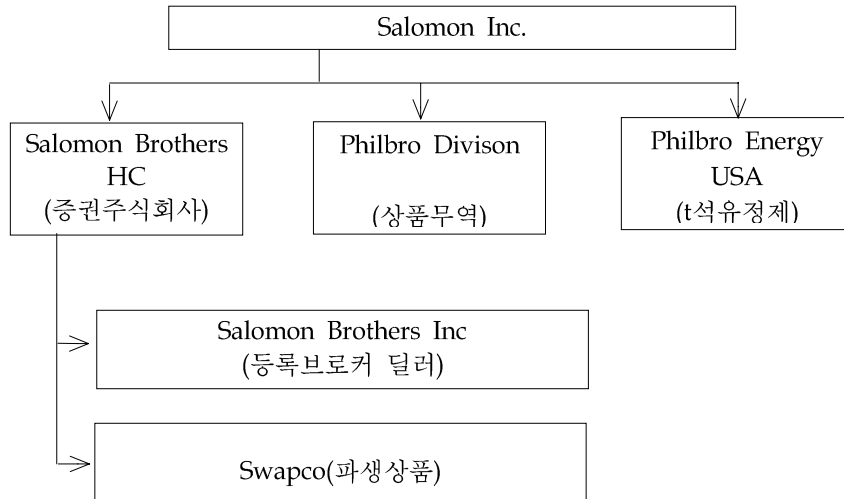 Salomon Inc.
Salomon Brothers
HC
(증권주식회사)
Philbro Divison
(상품무역)
Philbro Energy
USA
(t석유정제)
Salomon Brothers Inc
(등록브로커 딜러)
Swapco(파생상품)